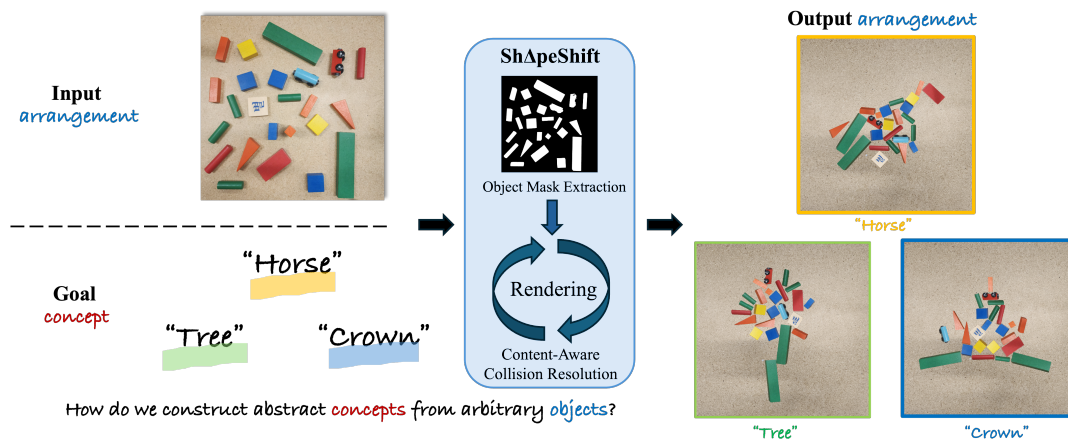 Input
arrangement
Goal
concept
“Horse”
“Tree”
“Crown”
How do we construct abstract concepts from arbitrary objects?
ShΔpeShift
Object Mask Extraction
Rendering
Content-Aware
Collision Resolution
Output arrangement
“Horse”
“Tree”
“Crown”